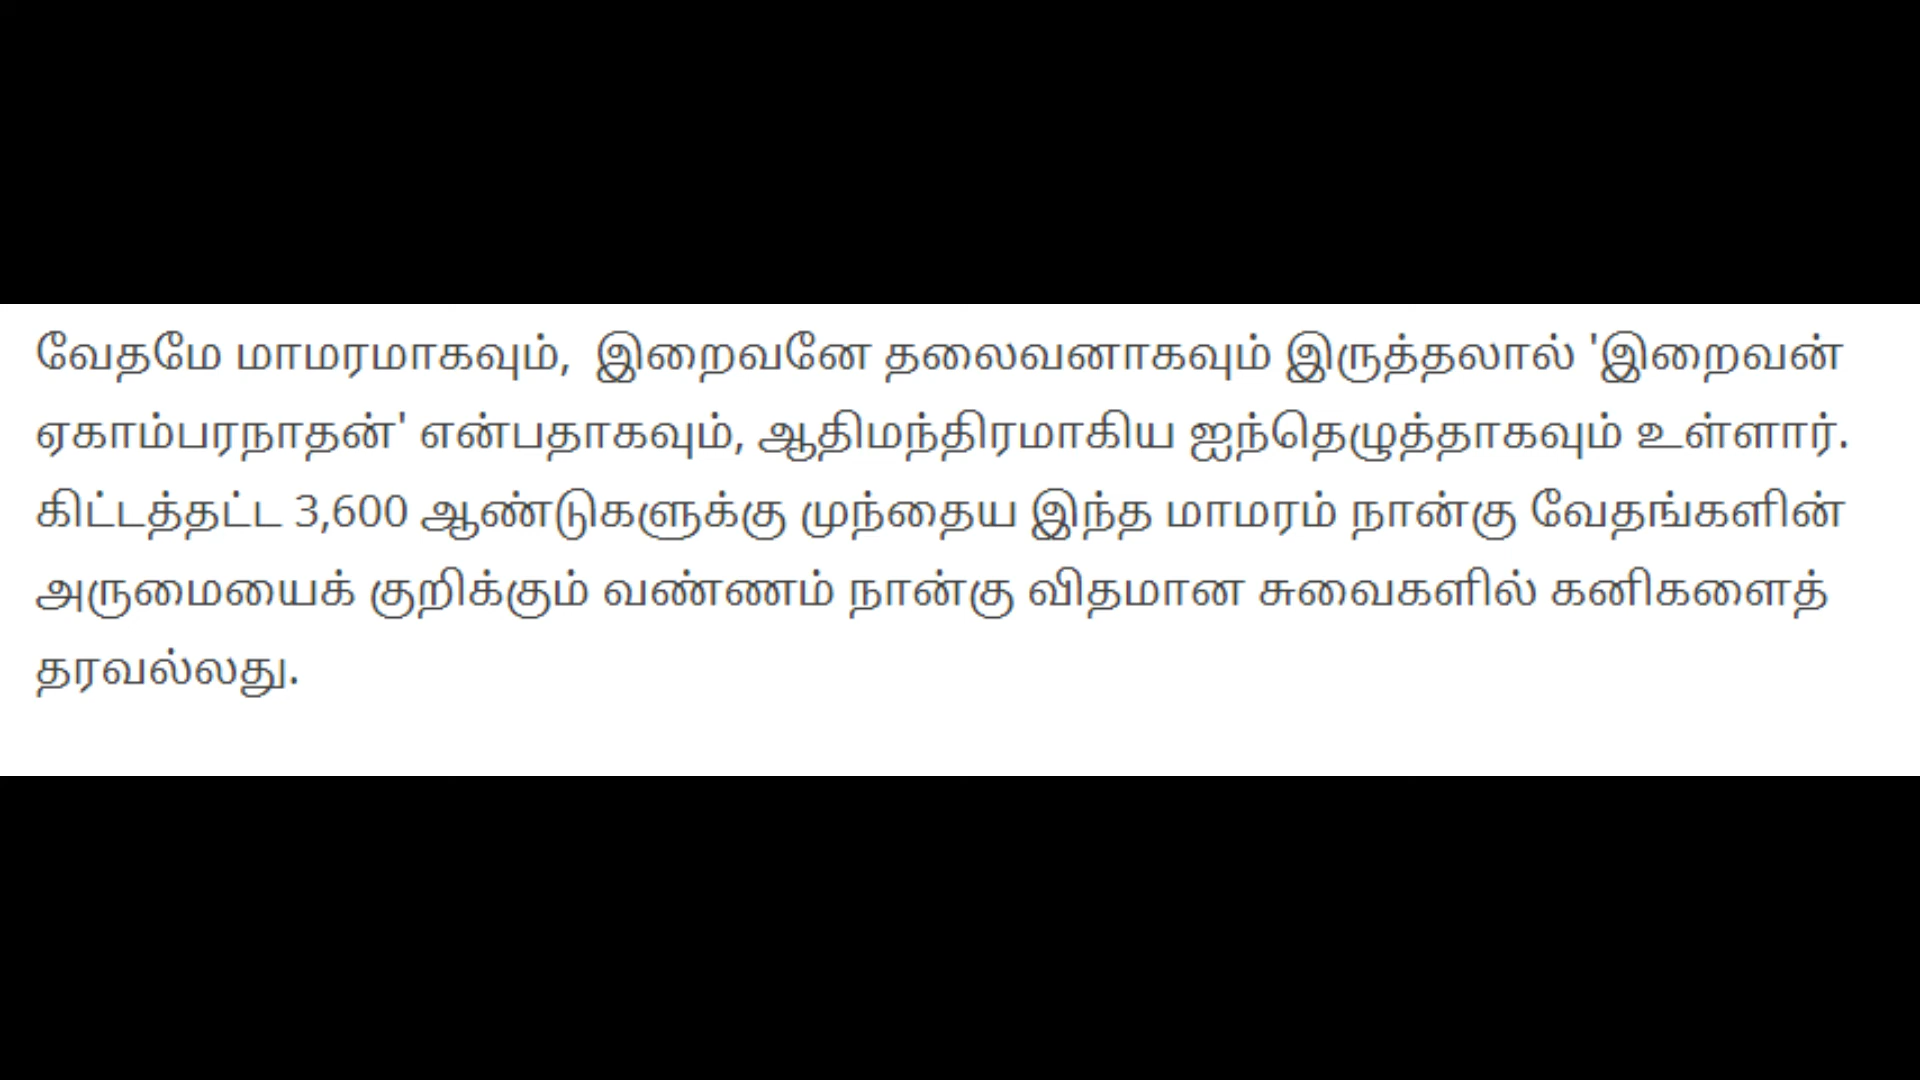 வேதமே மாமரமாகவும்,  இறைவனே தலைவனாகவும் இருத்தலால் 'இறைவன்
ஏகாம்பரநாதன்' என்பதாகவும், ஆதிமந்திரமாகிய ஐந்தெழுத்தாகவும் உள்ளார்.
கிட்டத்தட்ட 3,600 ஆண்டுகளுக்கு முந்தைய இந்த மாமரம் நான்கு வேதங்களின்
அருமையைக் குறிக்கும் வண்ணம் நான்கு விதமான சுவைகளில் கனிகளைத்
தரவல்லது.